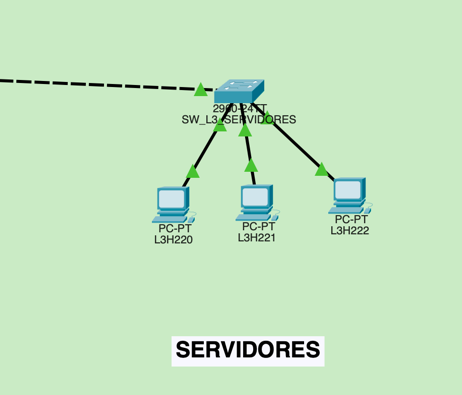 2960-24TT
SW_L3_SERVIDORES
PC-PT
L3H220
PC-PT
L3H221
PC-PT
L3H222
SERVIDORES